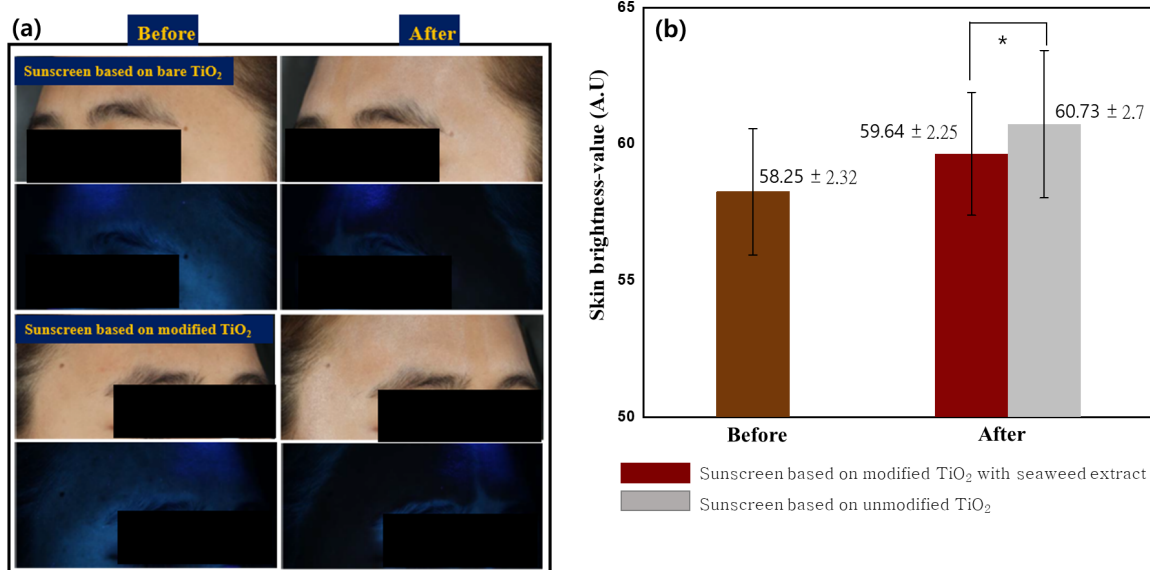 (a)
Before
After
Sunscreen based on bare TiO₂
Sunscreen based on modified TiO₂
(b)
Skin brightness-value (A.U)
65
60
55
50
58.25 ± 2.32
59.64 ± 2.25
60.73 ± 2.7
*
Before
After
Sunscreen based on modified TiO₂ with seaweed extract
Sunscreen based on unmodified TiO₂